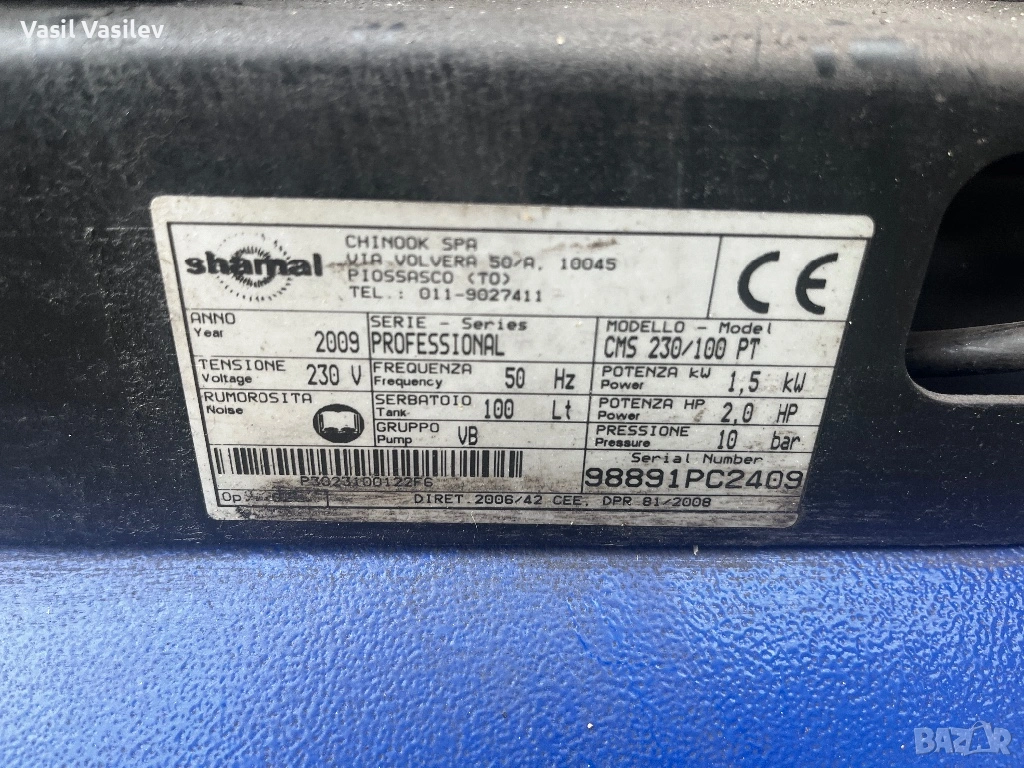 Vasil Vasilev
shamal
CHINOOK SPA
VIA VOLVERA 50/A, 10045
PIOSSASCO (TO)
TEL.: 011-9027411
CE
ANNO
Year
2009
SERIE - Series
PROFESSIONAL
MODELLO - Model
CMS 230/100 PT
TENSIONE
Voltage
230 V
FREQUENZA
Frequency
50 Hz
POTENZA kW
Power
1,5 kW
RUMOROSITA
Noise
SERBATOIO
Tank
100 Lt
POTENZA HP
Power
2,0 HP
GRUPPO
Pump
VB
PRESSIONE
Pressure
10 bar
Serial Number
98891PC2409
P3023100122F6
Op
DIRET.2006/42 CEE, DPR 81/2008
BAZAR